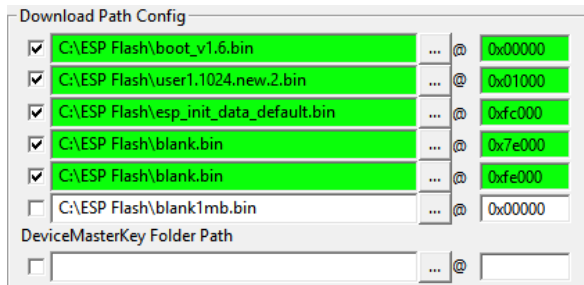 Download Path Config
C:\ESP Flash\boot_v1.6.bin ... @ 0x00000
C:\ESP Flash\user1.1024.new.2.bin ... @ 0x01000
C:\ESP Flash\esp_init_data_default.bin ... @ 0xfc000
C:\ESP Flash\blank.bin ... @ 0x7e000
C:\ESP Flash\blank.bin ... @ 0xfe000
C:\ESP Flash\blank1mb.bin ... @ 0x00000
DeviceMasterKey Folder Path
... @